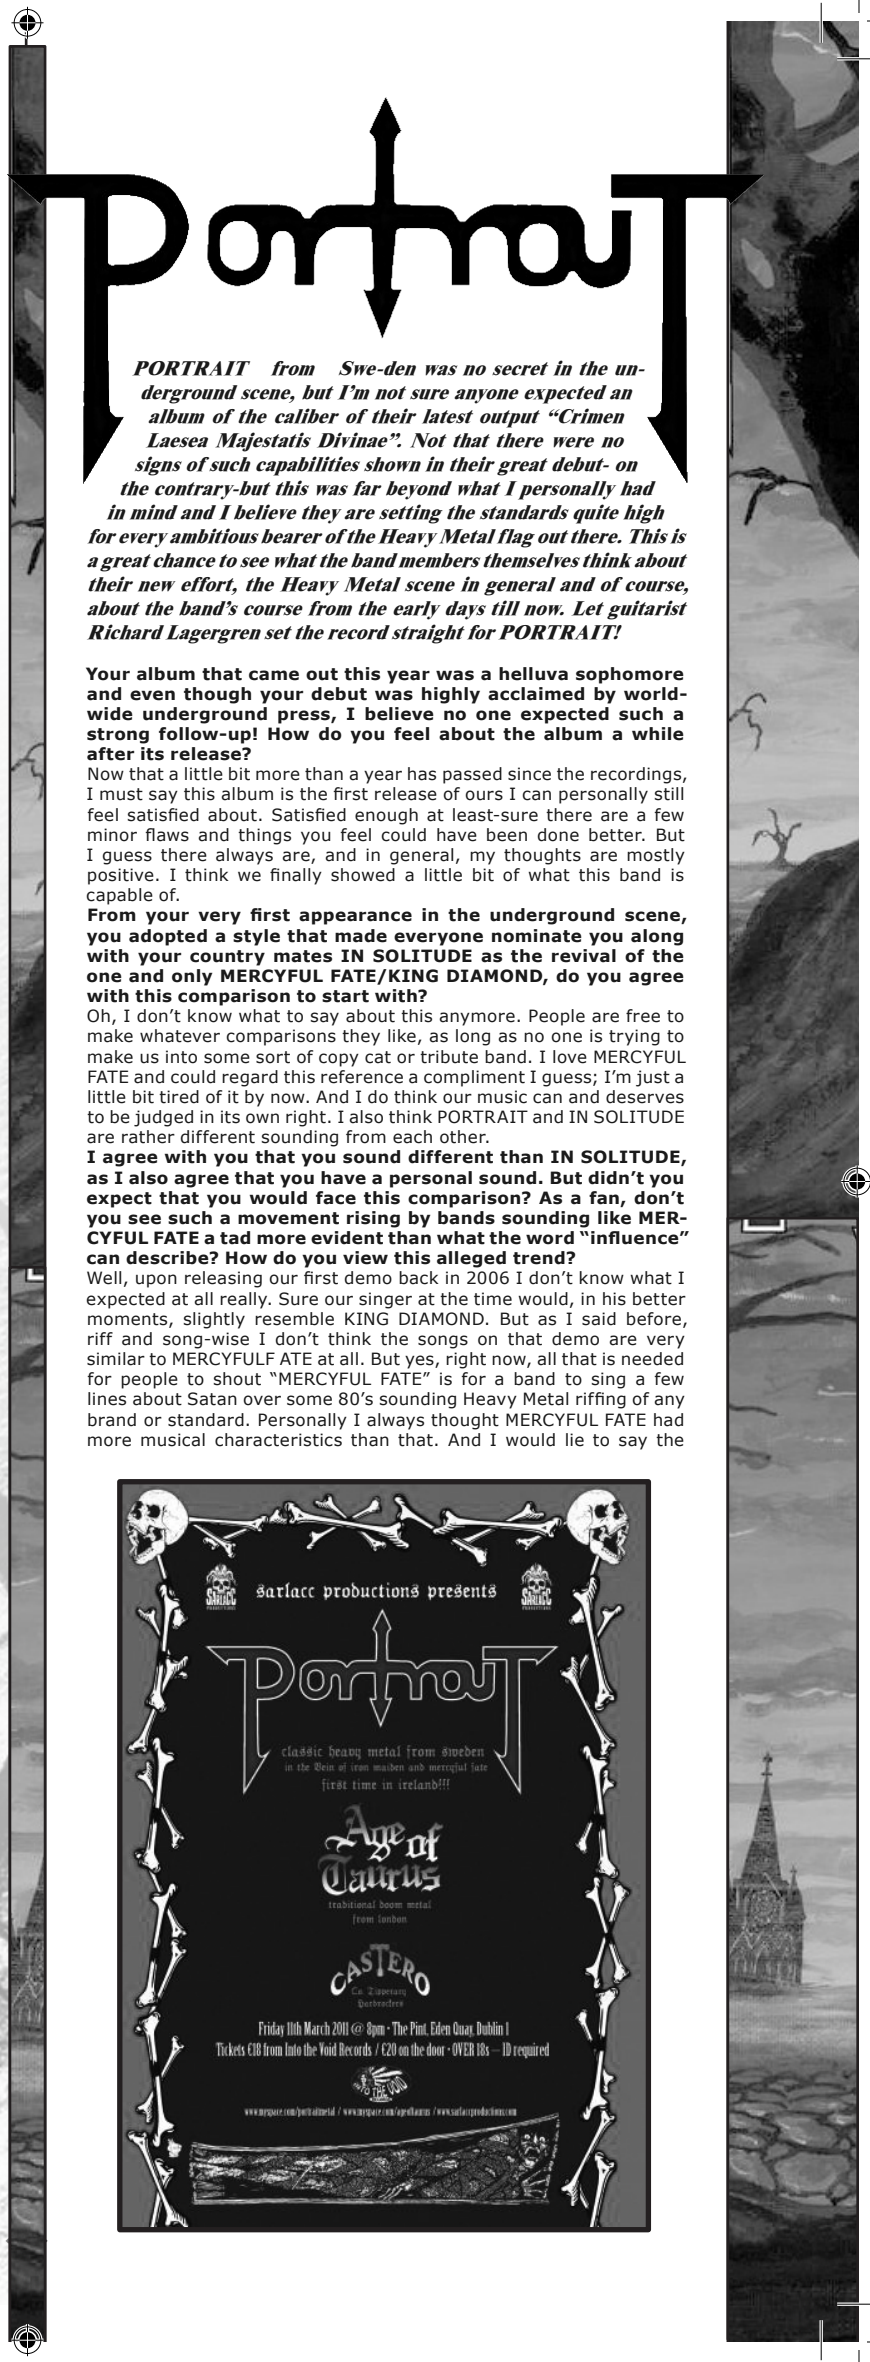 Portrait
PORTRAIT from Swe-den was no secret in the un-
derground scene, but I’m not sure anyone expected an
album of the caliber of their latest output “Crimen
Laesea Majestatis Divinae”. Not that there were no
signs of such capabilities shown in their great debut- on
the contrary-but this was far beyond what I personally had
in mind and I believe they are setting the standards quite high
for every ambitious bearer of the Heavy Metal flag out there. This is
a great chance to see what the band members themselves think about
their new effort, the Heavy Metal scene in general and of course,
about the band’s course from the early days till now. Let guitarist
Richard Lagergren set the record straight for PORTRAIT!
Your album that came out this year was a helluva sophomore
and even though your debut was highly acclaimed by world-
wide underground press, I believe no one expected such a
strong follow-up! How do you feel about the album a while
after its release?
Now that a little bit more than a year has passed since the recordings,
I must say this album is the first release of ours I can personally still
feel satisfied about. Satisfied enough at least-sure there are a few
minor flaws and things you feel could have been done better. But
I guess there always are, and in general, my thoughts are mostly
positive. I think we finally showed a little bit of what this band is
capable of.
From your very first appearance in the underground scene,
you adopted a style that made everyone nominate you along
with your country mates IN SOLITUDE as the revival of the
one and only MERCYFUL FATE/KING DIAMOND, do you agree
with this comparison to start with?
Oh, I don’t know what to say about this anymore. People are free to
make whatever comparisons they like, as long as no one is trying to
make us into some sort of copy cat or tribute band. I love MERCYFUL
FATE and could regard this reference a compliment I guess; I’m just a
little bit tired of it by now. And I do think our music can and deserves
to be judged in its own right. I also think PORTRAIT and IN SOLITUDE
are rather different sounding from each other.
I agree with you that you sound different than IN SOLITUDE,
as I also agree that you have a personal sound. But didn’t you
expect that you would face this comparison? As a fan, don’t
you see such a movement rising by bands sounding like MER-
CYFUL FATE a tad more evident than what the word “influence”
can describe? How do you view this alleged trend?
Well, upon releasing our first demo back in 2006 I don’t know what I
expected at all really. Sure our singer at the time would, in his better
moments, slightly resemble KING DIAMOND. But as I said before,
riff and song-wise I don’t think the songs on that demo are very
similar to MERCYFULF ATE at all. But yes, right now, all that is needed
for people to shout “MERCYFUL FATE” is for a band to sing a few
lines about Satan over some 80’s sounding Heavy Metal riffing of any
brand or standard. Personally I always thought MERCYFUL FATE had
more musical characteristics than that. And I would lie to say the
SARLACC sarlacc productions presents SARLACC
PRODUCTIONS PRODUCTIONS
Portrait
classic heavy metal from sweden
in the Vein of iron maiden and mercyful fate
first time in ireland!!!
Age of
Taurus
traditional doom metal
from london
CASTERO
Co. Tipperary
Hardrockers
Friday 11th March 2011 @ 8pm · The Pint, Eden Quay, Dublin 1
Tickets €18 from Into the Void Records / €20 on the door · OVER 18s — ID required
INTO THE VOID
www.myspace.com/portraitmetal / www.myspace.com/ageoftaurus / www.sarlaccproductions.com